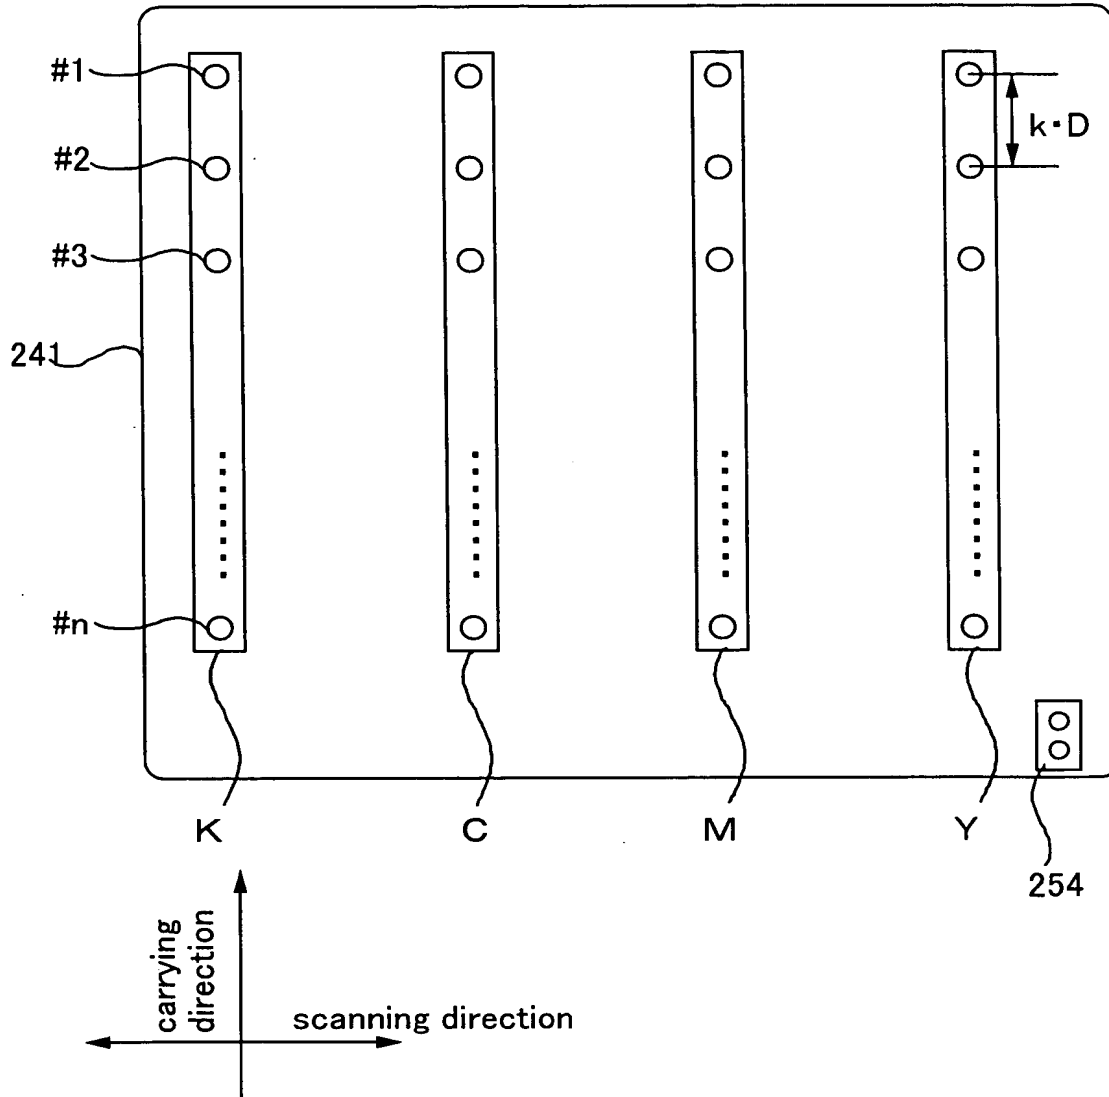 #1
k·D
#2
#3
241
#n
K
C
M
Y
254
carrying
direction
scanning direction